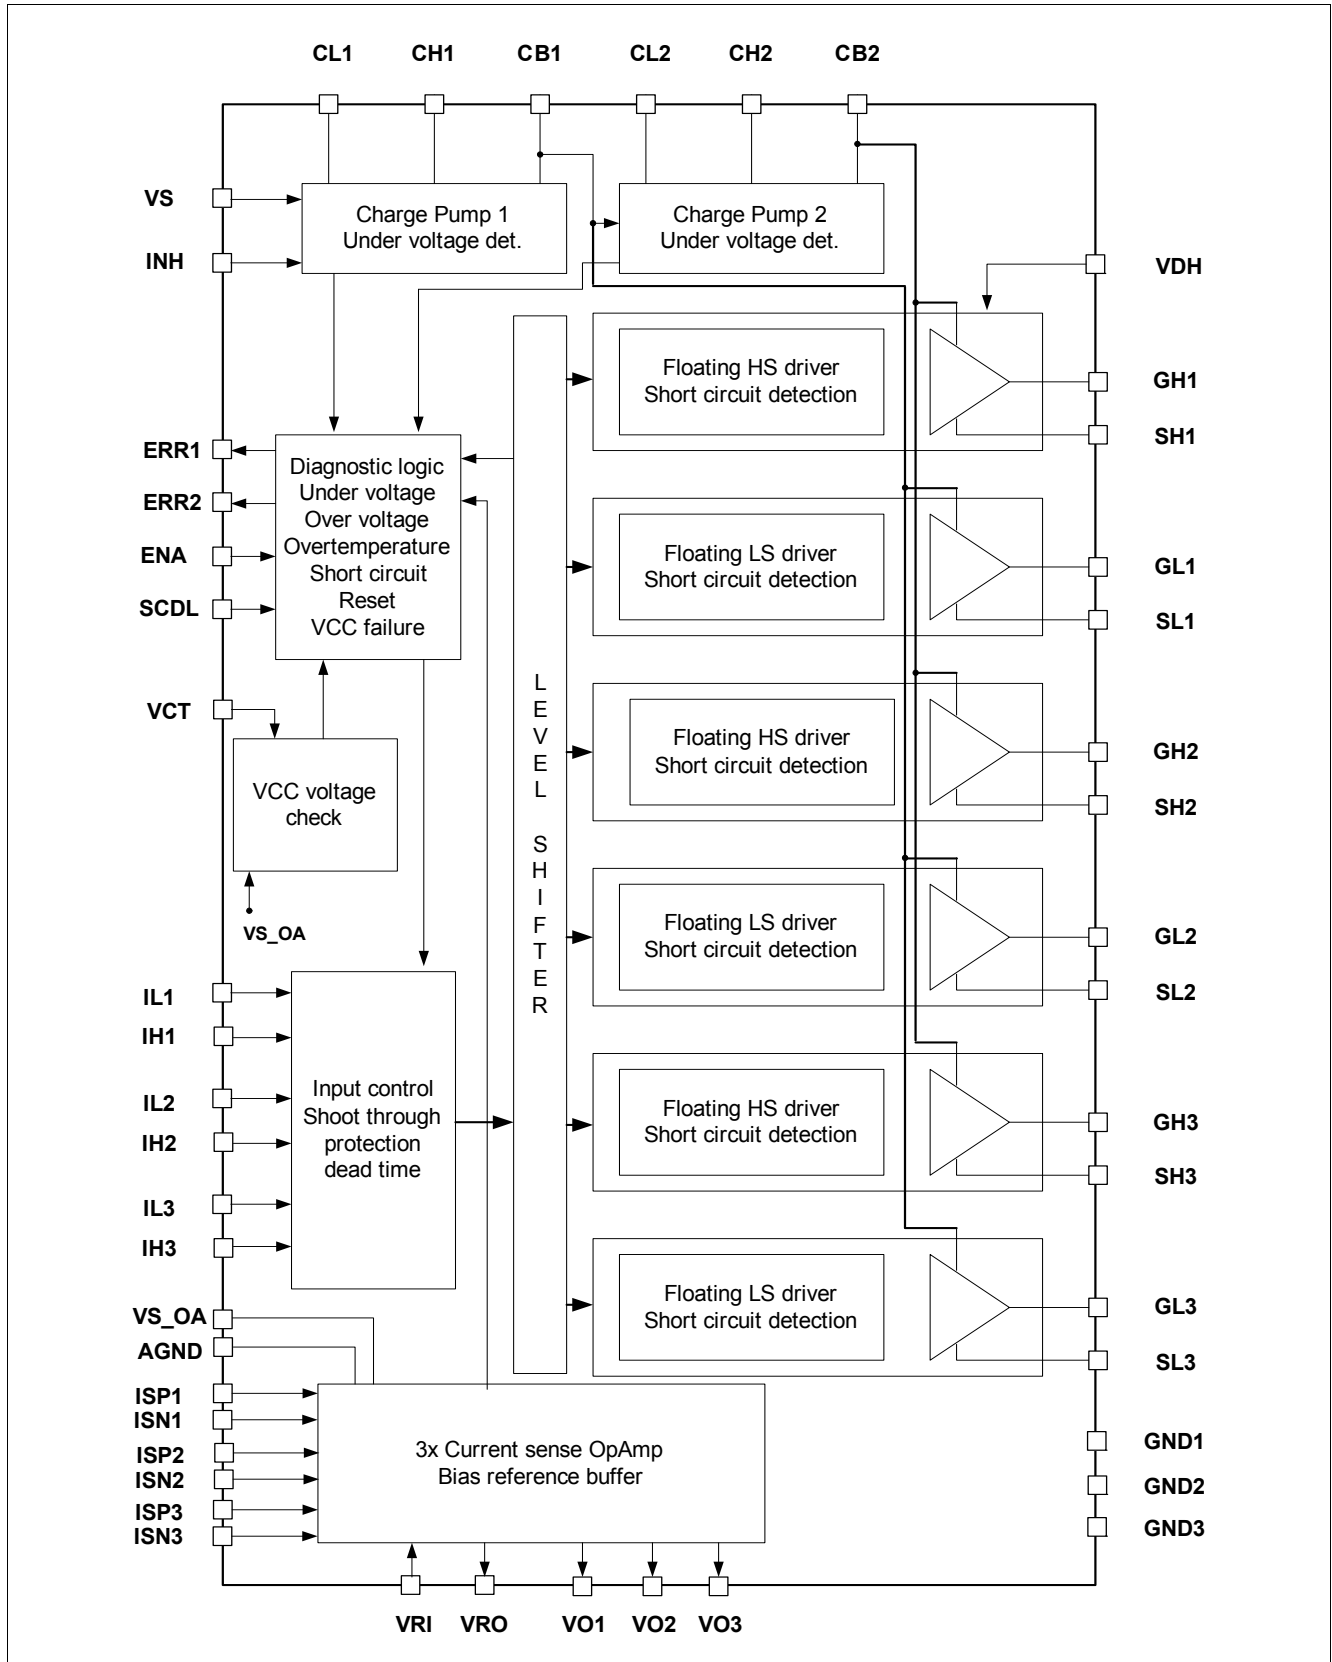 CL1 CH1 CB1 CL2 CH2 CB2
VS
INH
Charge Pump 1
Under voltage det.
Charge Pump 2
Under voltage det.
VDH
Floating HS driver
Short circuit detection
GH1
SH1
ERR1
ERR2
ENA
SCDL
Diagnostic logic
Under voltage
Over voltage
Overtemperature
Short circuit
Reset
VCC failure
Floating LS driver
Short circuit detection
GL1
SL1
VCT
VCC voltage
check
VS_OA
LEVEL SHIFTER
Floating HS driver
Short circuit detection
GH2
SH2
Floating LS driver
Short circuit detection
GL2
SL2
IL1
IH1
IL2
IH2
IL3
IH3
Input control
Shoot through
protection
dead time
Floating HS driver
Short circuit detection
GH3
SH3
Floating LS driver
Short circuit detection
GL3
SL3
VS_OA
AGND
ISP1
ISN1
ISP2
ISN2
ISP3
ISN3
3x Current sense OpAmp
Bias reference buffer
GND1
GND2
GND3
VRI VRO VO1 VO2 VO3